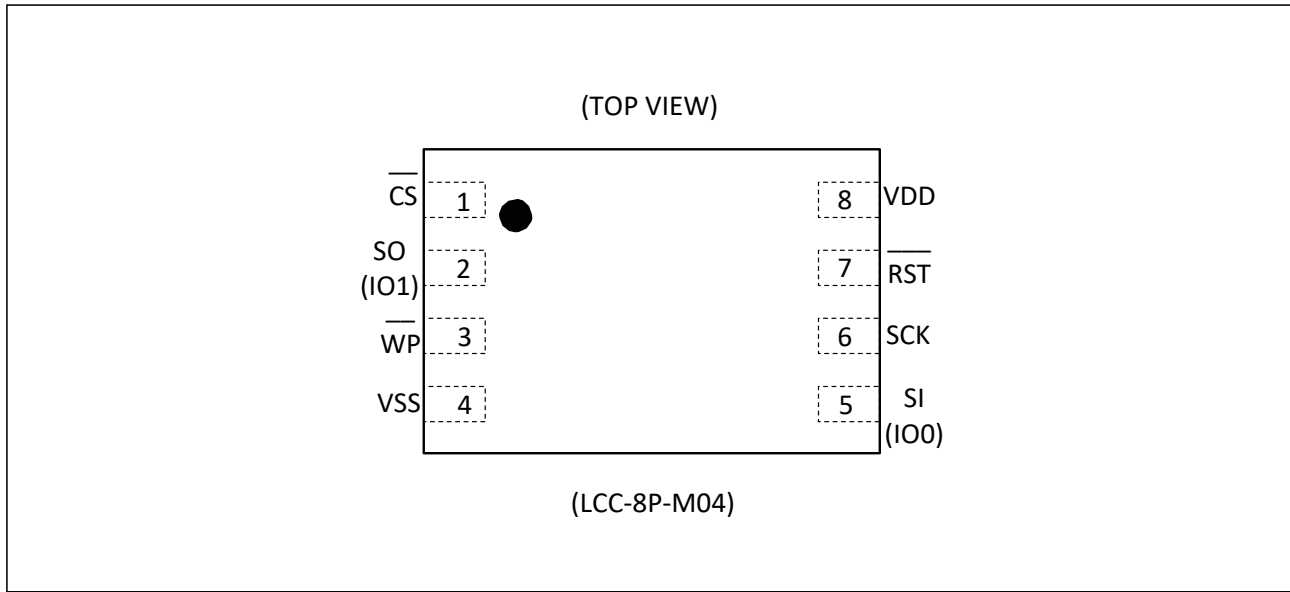 (TOP VIEW)
CS 1 8 VDD
SO
(IO1) 2 7 RST
WP 3 6 SCK
VSS 4 5 SI
(IO0)
(LCC-8P-M04)